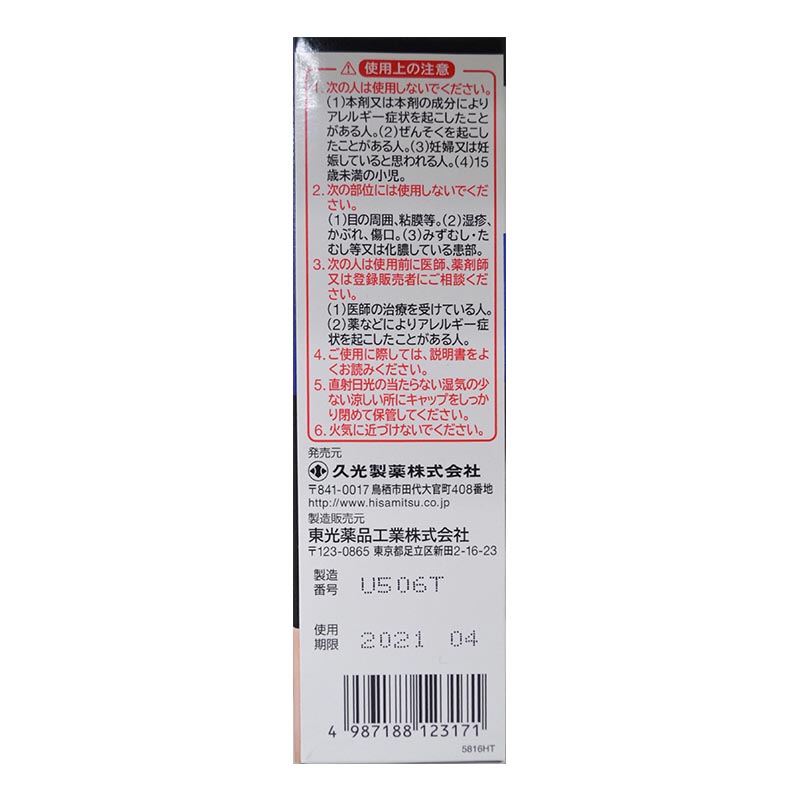 使用上の注意
1. 次の人は使用しないでください。
(1)本剤又は本剤の成分により
アレルギー症状を起こしたこと
がある人。(2)ぜんそくを起こし
たことがある人。(3)妊婦又は妊
娠していると思われる人。(4)15
歳未満の小児。
2. 次の部位には使用しないでくだ
さい。
(1)目の周囲、粘膜等。(2)湿疹、
かぶれ、傷口。(3)みずむし・た
むし等又は化膿している患部。
3. 次の人は使用前に医師、薬剤師
又は登録販売者にご相談くだ
さい。
(1)医師の治療を受けている人。
(2)薬などによりアレルギー症
状を起こしたことがある人。
4. ご使用に際しては、説明書をよ
くお読みください。
5. 直射日光の当たらない湿気の少
ない涼しい所にキャップをしっか
り閉めて保管してください。
6. 火気に近づけないでください。
発売元
久光製薬株式会社
〒841-0017 鳥栖市田代大官町408番地
http://www.hisamitsu.co.jp
製造販売元
東光薬品工業株式会社
〒123-0865 東京都足立区新田2-16-23
製造
番号 U506T
使用
期限 2021 04
4 987188 123171
5816HT